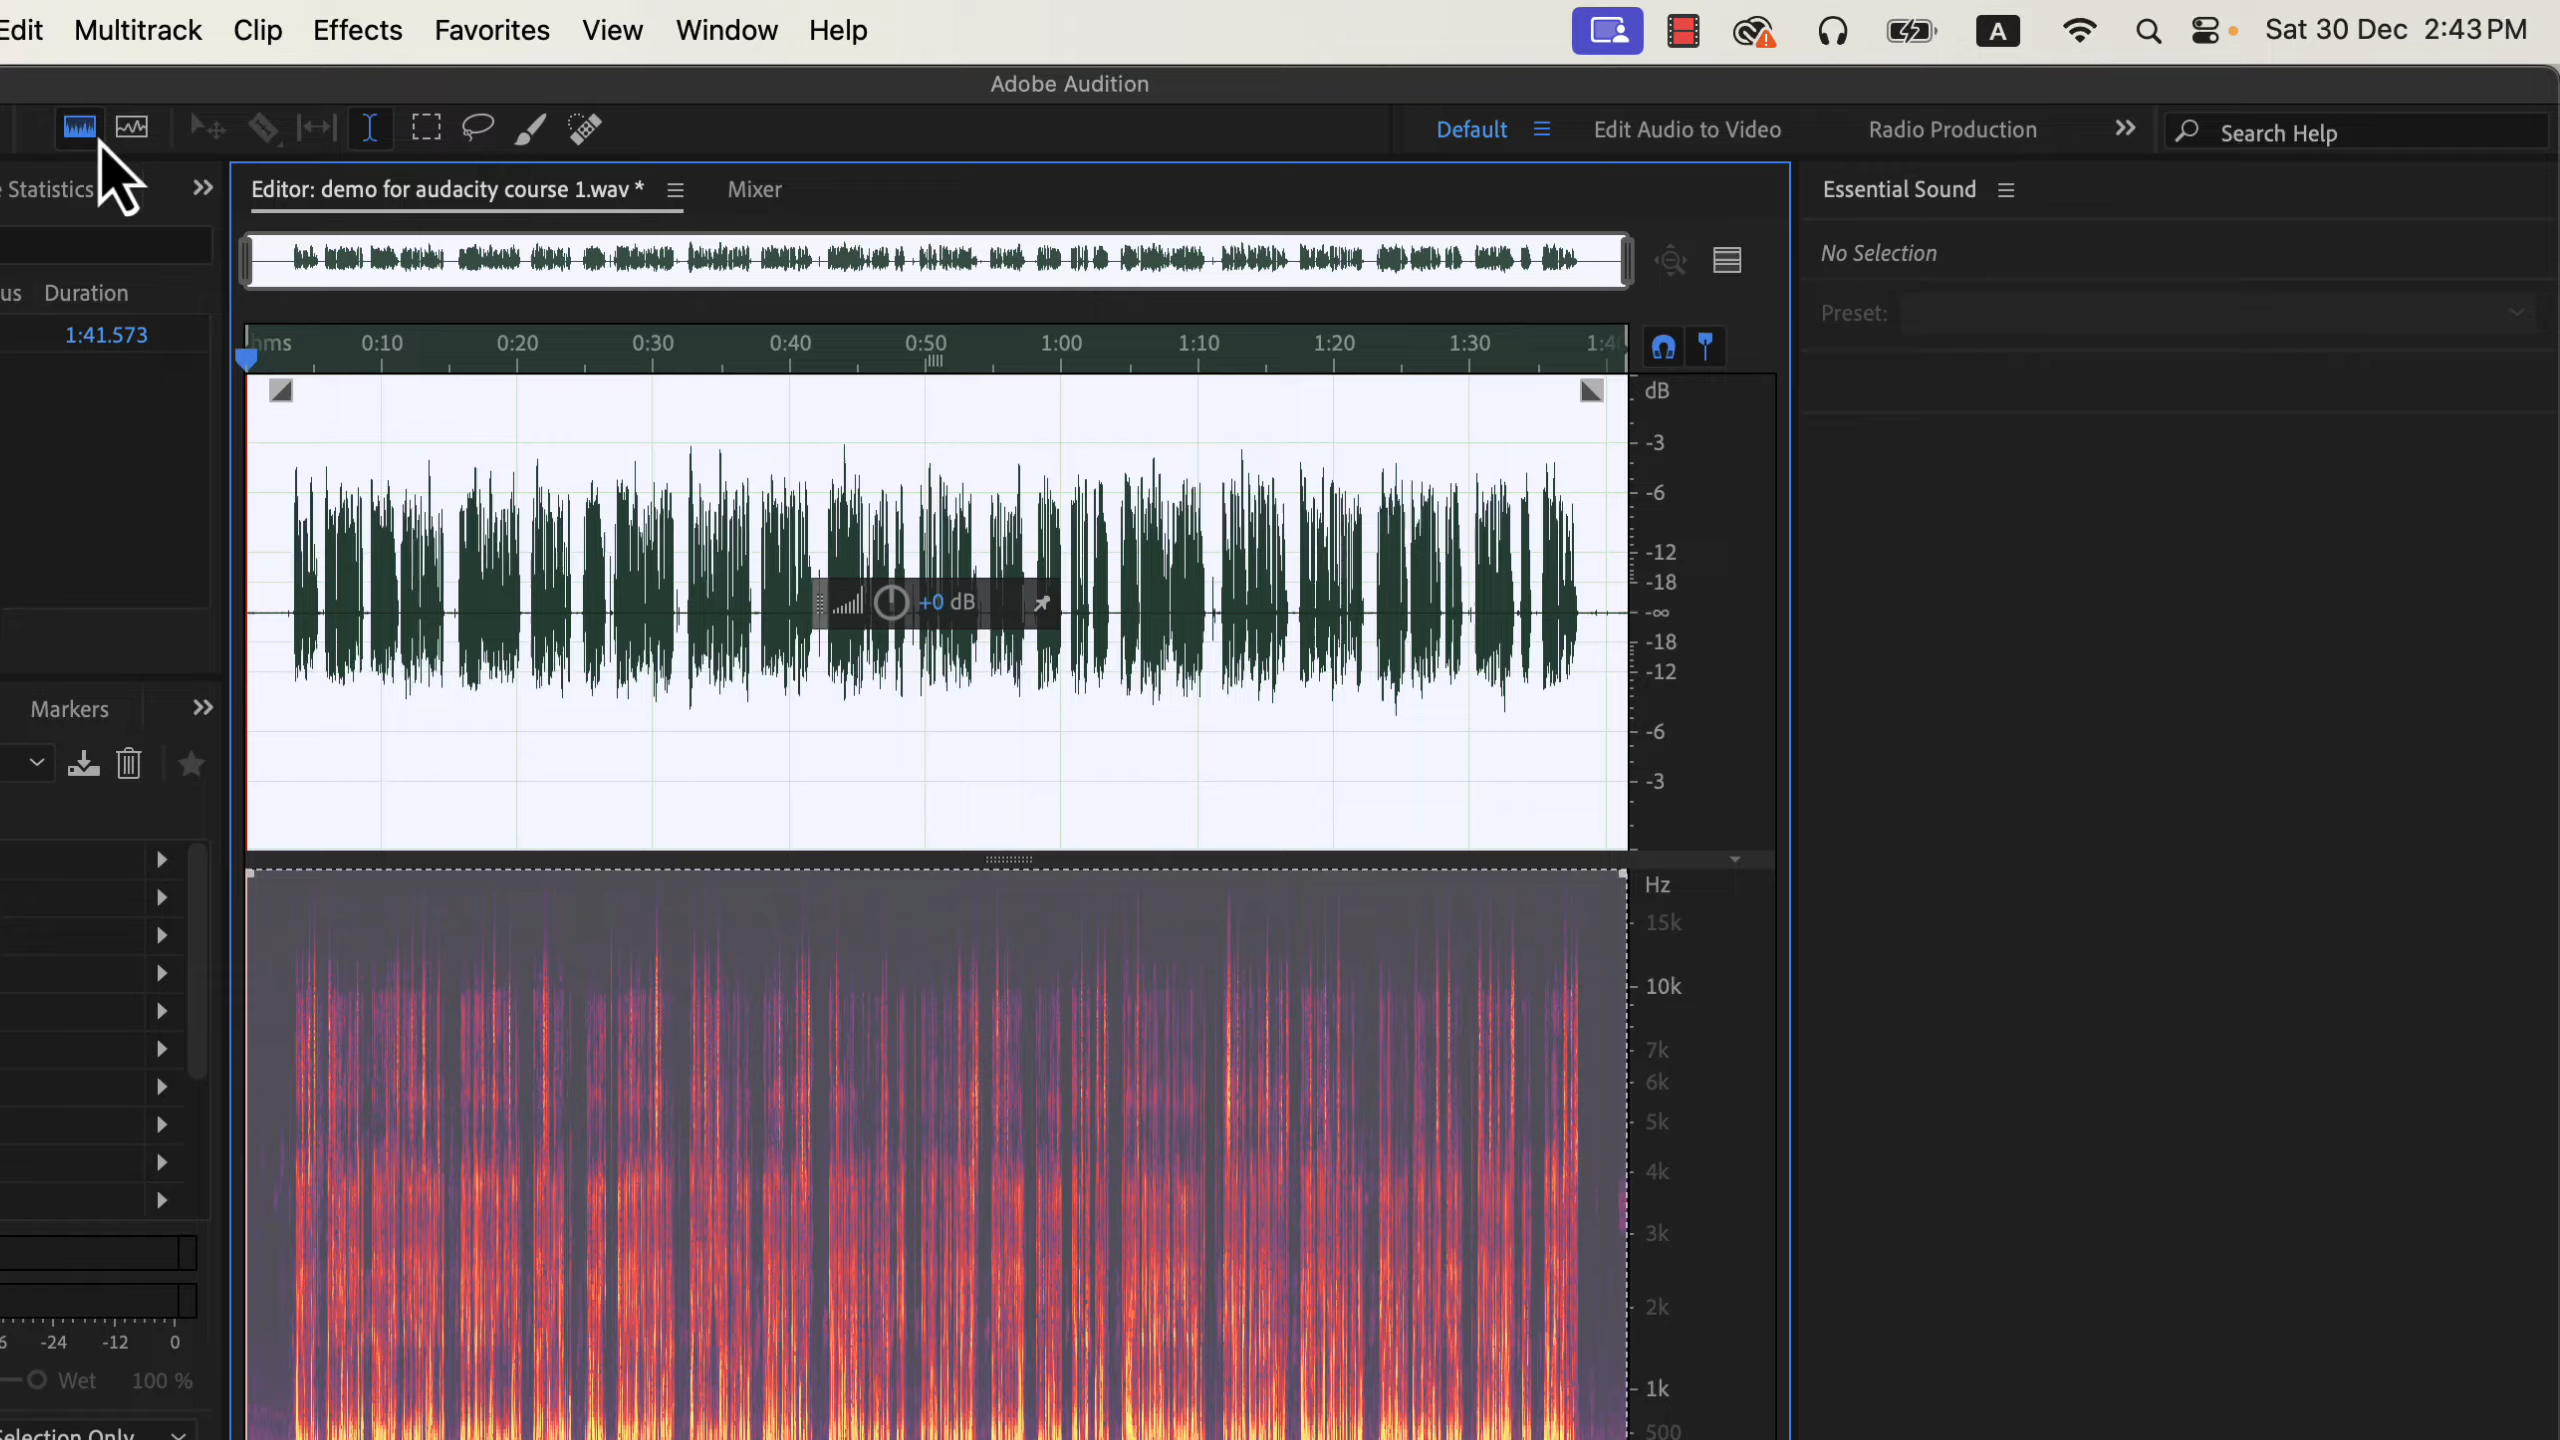 Edit Multitrack Clip Effects Favorites View Window Help A Sat 30 Dec 2:43 PM
Adobe Audition
Default Edit Audio to Video Radio Production Search Help
Statistics Editor: demo for audacity course 1.wav * Mixer Essential Sound
No Selection
us Duration
Preset:
1:41.573
hms 0:10 0:20 0:30 0:40 0:50 1:00 1:10 1:20 1:30 1:4
dB
-3
-6
-12
-18
+0 dB
-∞
-18
-12
Markers
-6
-3
Hz
15k
10k
7k
6k
5k
4k
3k
2k
-24 -12 0
Wet 100 %
1k
Selection Only
500